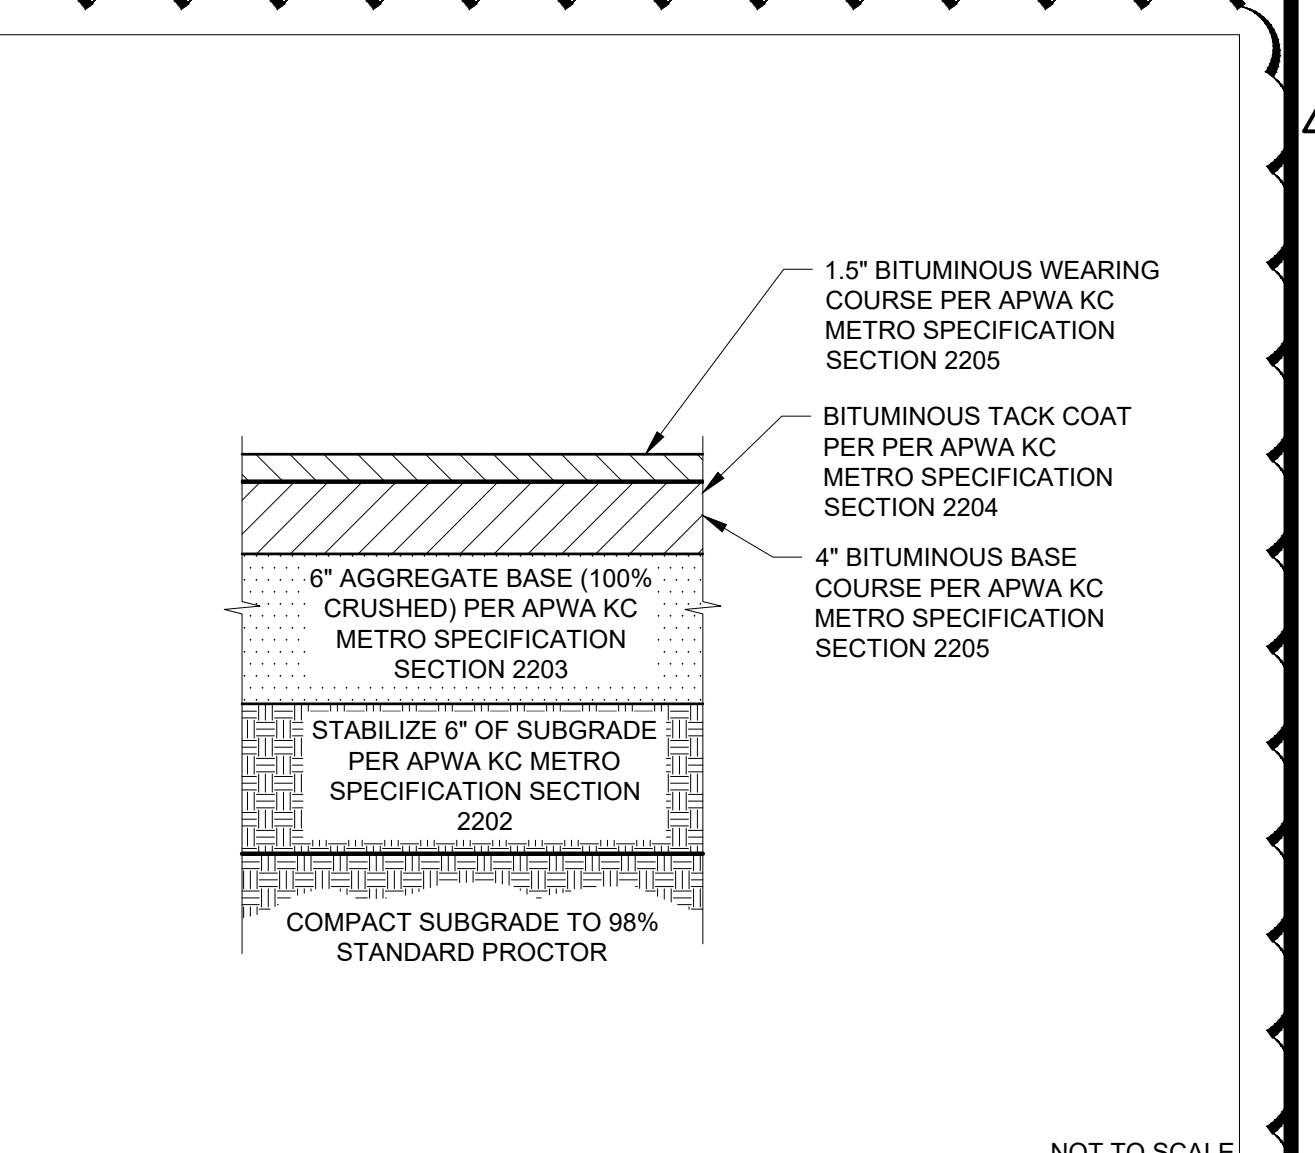 1.5" BITUMINOUS WEARING
COURSE PER APWA KC
METRO SPECIFICATION
SECTION 2205
BITUMINOUS TACK COAT
PER PER APWA KC
METRO SPECIFICATION
SECTION 2204
4" BITUMINOUS BASE
COURSE PER APWA KC
METRO SPECIFICATION
SECTION 2205
6" AGGREGATE BASE (100%
CRUSHED) PER APWA KC
METRO SPECIFICATION
SECTION 2203
STABILIZE 6" OF SUBGRADE
PER APWA KC METRO
SPECIFICATION SECTION
2202
COMPACT SUBGRADE TO 98%
STANDARD PROCTOR
NOT TO SCALE